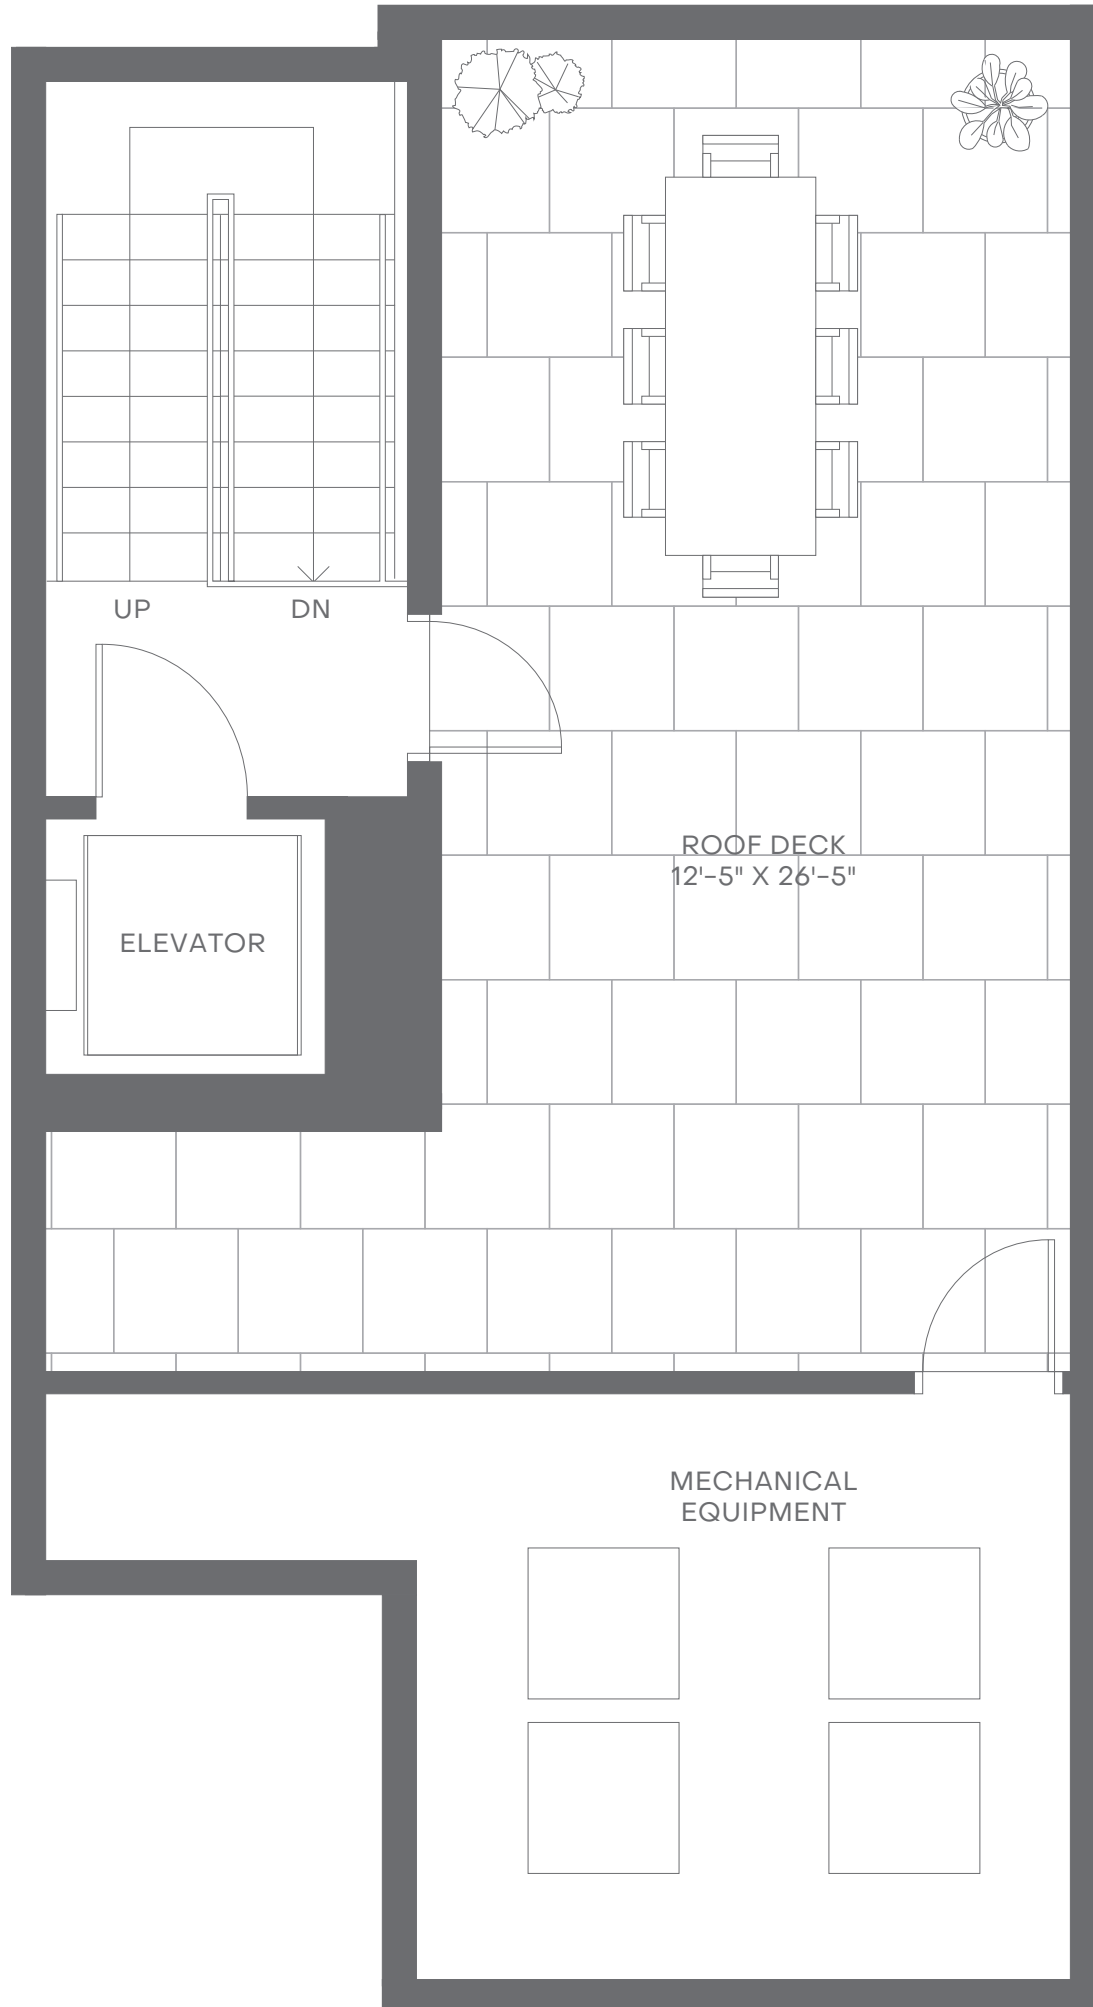 UP
DN
ROOF DECK
12'-5" X 26'-5"
ELEVATOR
MECHANICAL
EQUIPMENT